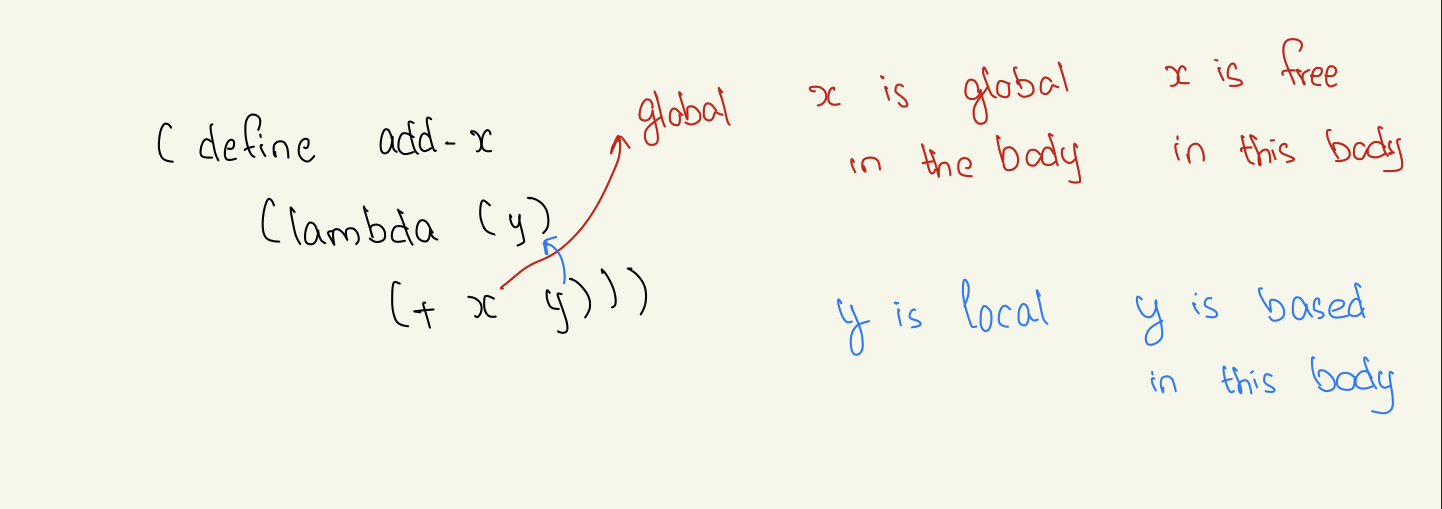 ( define add-x
(lambda (y)
(+ x y)))
global
x is global
in the body
x is free
in this body
y is local
y is based
in this body